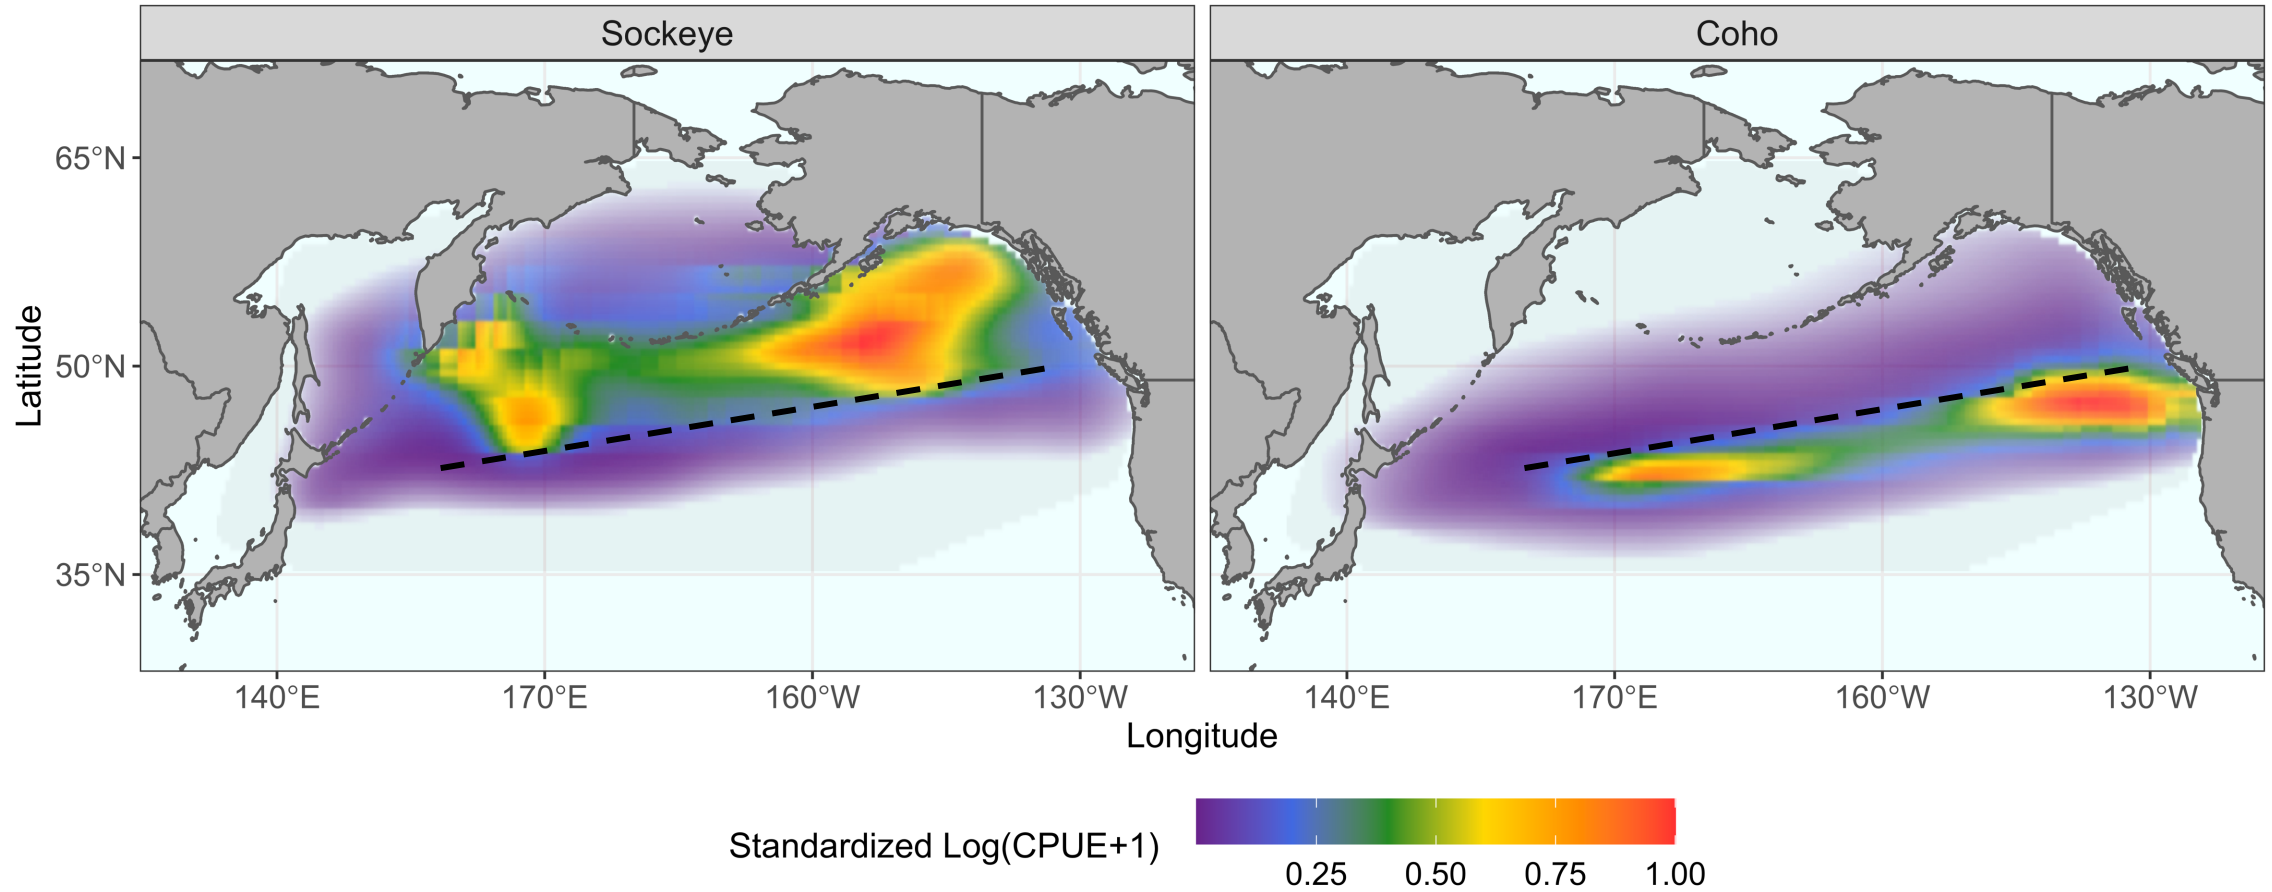 Sockeye
Coho
65°N
50°N
35°N
Latitude
140°E 170°E 160°W 130°W
140°E 170°E 160°W 130°W
Longitude
Standardized Log(CPUE+1)
0.25 0.50 0.75 1.00